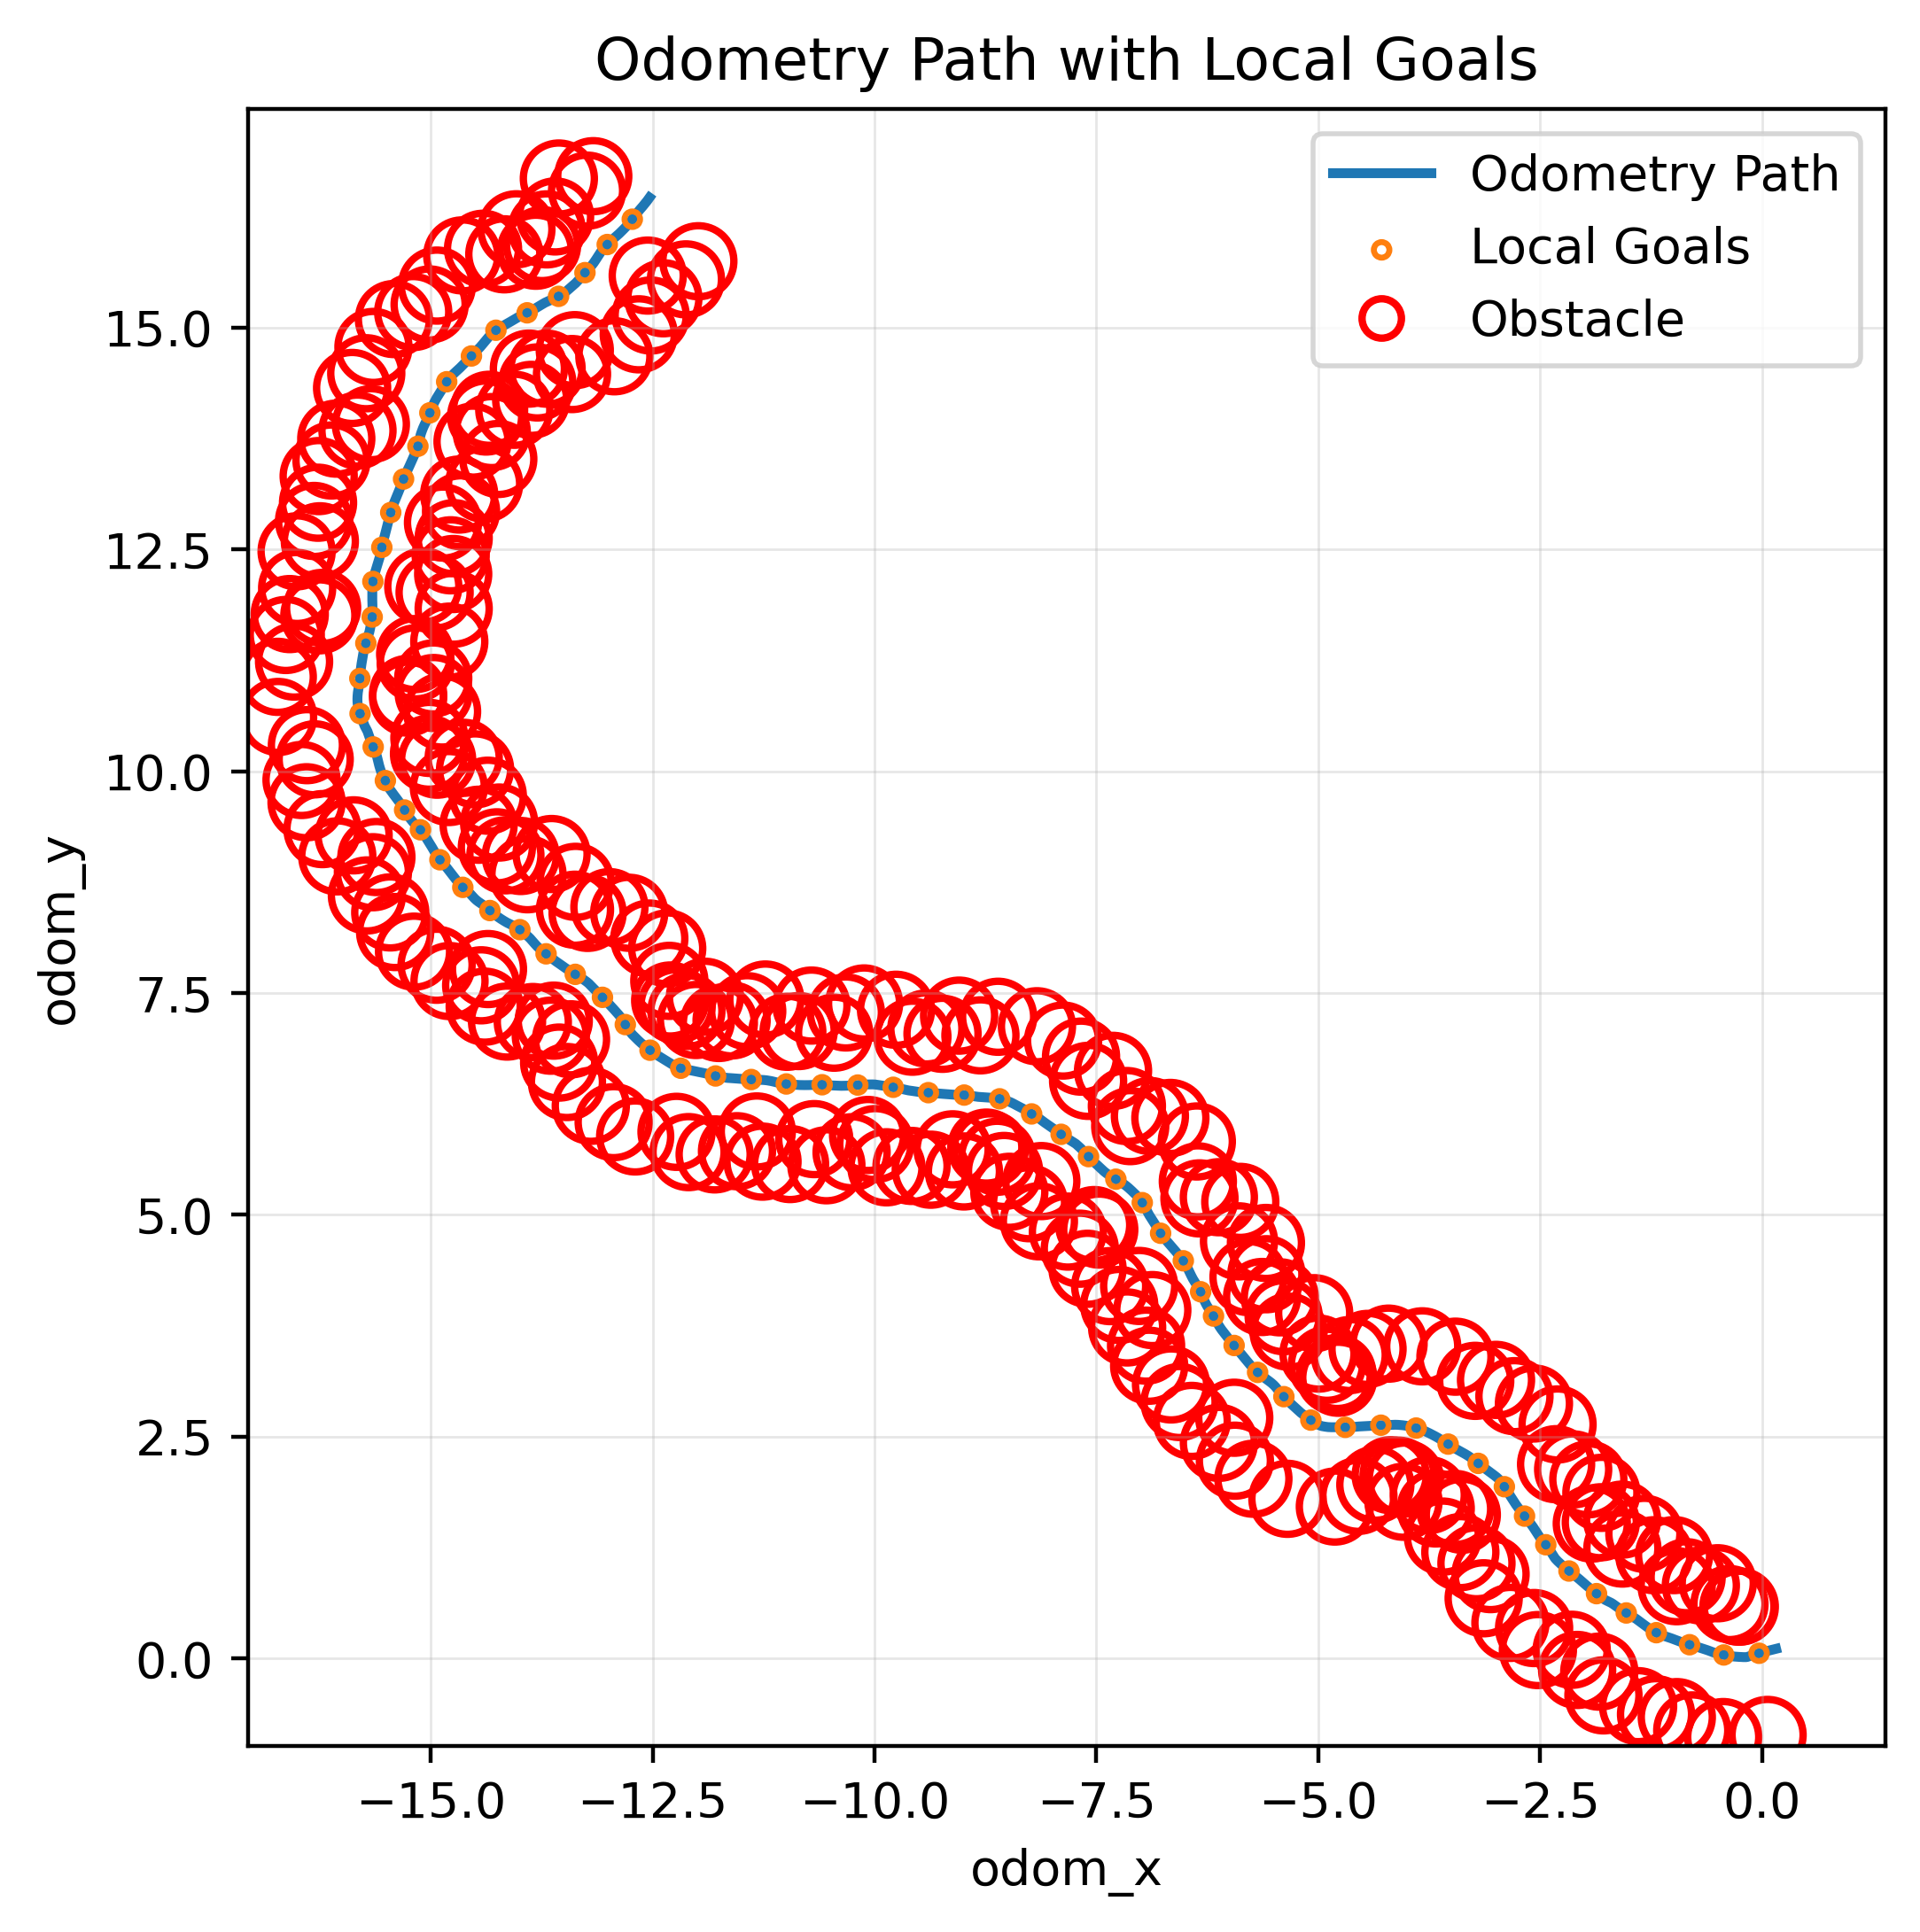 Odometry Path with Local Goals
Odometry Path
Local Goals
Obstacle
15.0
12.5
10.0
7.5
5.0
2.5
0.0
odom_y
−15.0 −12.5 −10.0 −7.5 −5.0 −2.5 0.0
odom_x